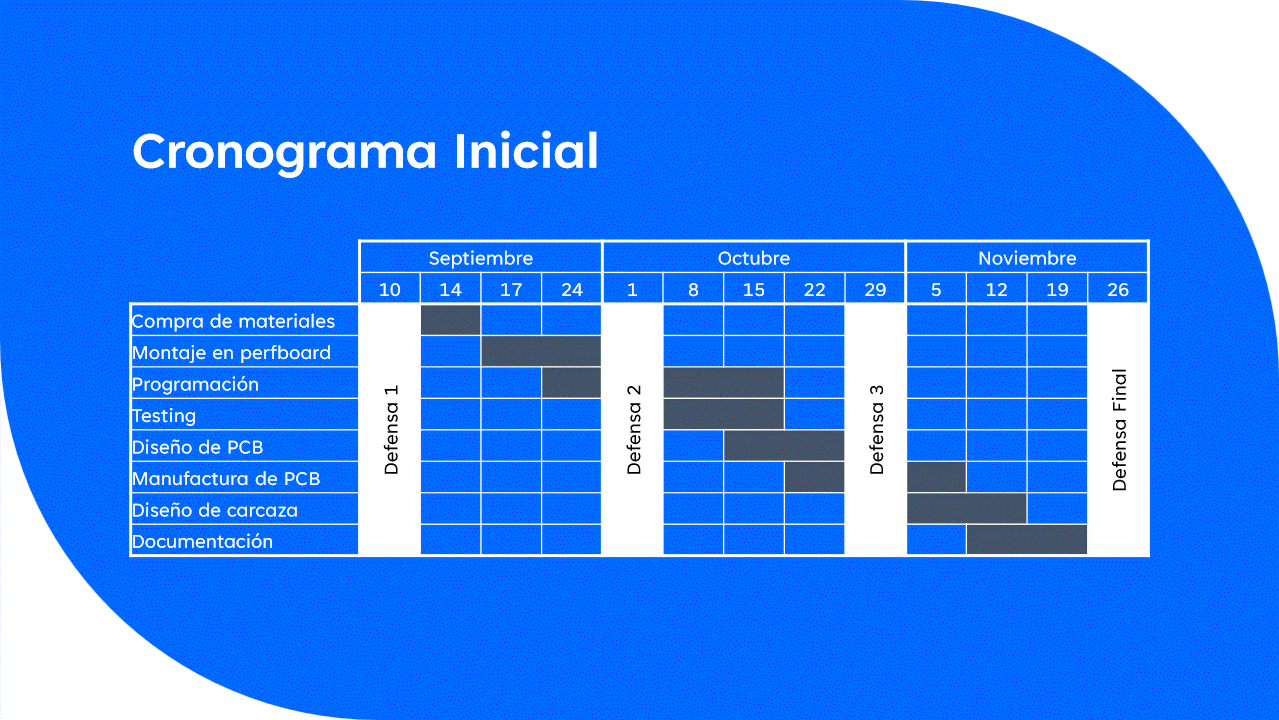 Cronograma Inicial
Septiembre Octubre Noviembre
10 14 17 24 1 8 15 22 29 5 12 19 26
Compra de materiales
Montaje en perfboard
Programación
Testing
Diseño de PCB
Manufactura de PCB
Diseño de carcaza
Documentación
Defensa 1
Defensa 2
Defensa 3
Defensa Final